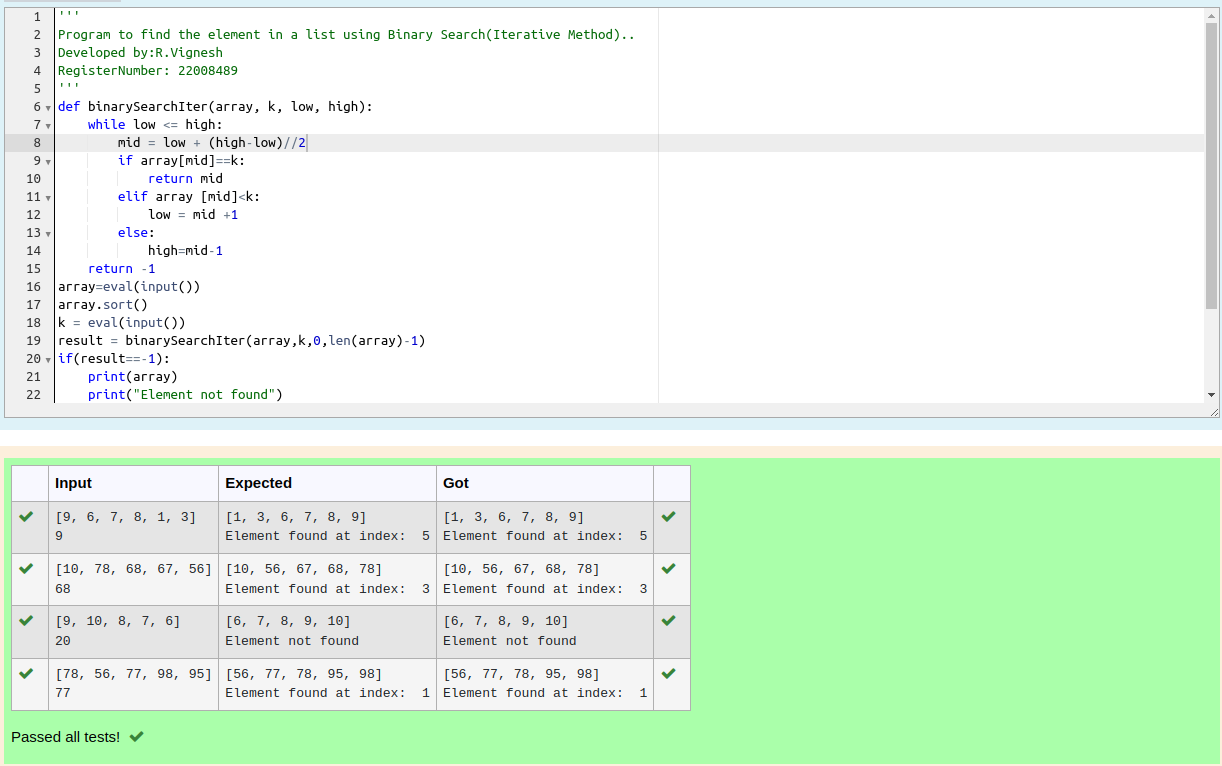 1 '''
2 Program to find the element in a list using Binary Search(Iterative Method)..
3 Developed by:R.Vignesh
4 RegisterNumber: 22008489
5 '''
6 def binarySearchIter(array, k, low, high):
7     while low <= high:
8         mid = low + (high-low)//2
9         if array[mid]==k:
10             return mid
11         elif array [mid]<k:
12             low = mid +1
13         else:
14             high=mid-1
15     return -1
16 array=eval(input())
17 array.sort()
18 k = eval(input())
19 result = binarySearchIter(array,k,0,len(array)-1)
20 if(result==-1):
21     print(array)
22     print("Element not found")
Input Expected Got
[9, 6, 7, 8, 1, 3] [1, 3, 6, 7, 8, 9] [1, 3, 6, 7, 8, 9]
9 Element found at index:  5 Element found at index:  5
[10, 78, 68, 67, 56] [10, 56, 67, 68, 78] [10, 56, 67, 68, 78]
68 Element found at index:  3 Element found at index:  3
[9, 10, 8, 7, 6] [6, 7, 8, 9, 10] [6, 7, 8, 9, 10]
20 Element not found Element not found
[78, 56, 77, 98, 95] [56, 77, 78, 95, 98] [56, 77, 78, 95, 98]
77 Element found at index:  1 Element found at index:  1
Passed all tests!